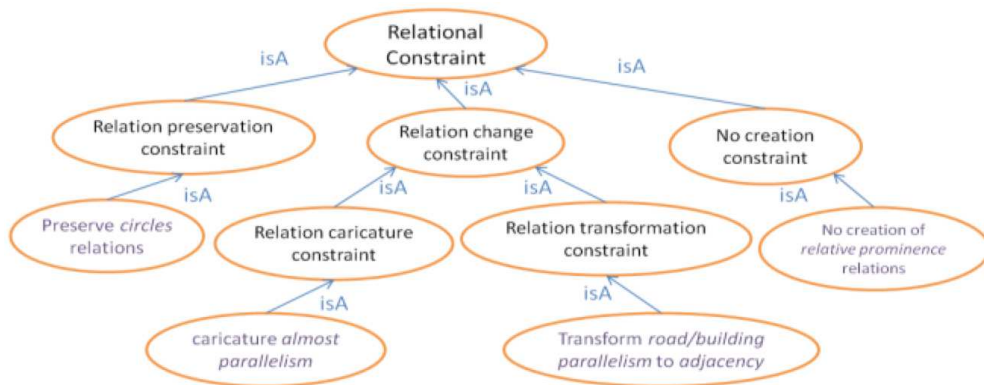 Relational
Constraint
isA
isA
isA
Relation preservation
constraint
Relation change
constraint
No creation
constraint
isA
isA
isA
isA
Preserve circles
relations
Relation caricature
constraint
Relation transformation
constraint
No creation of
relative prominence
relations
isA
isA
caricature almost
parallelism
Transform road/building
parallelism to adjacency